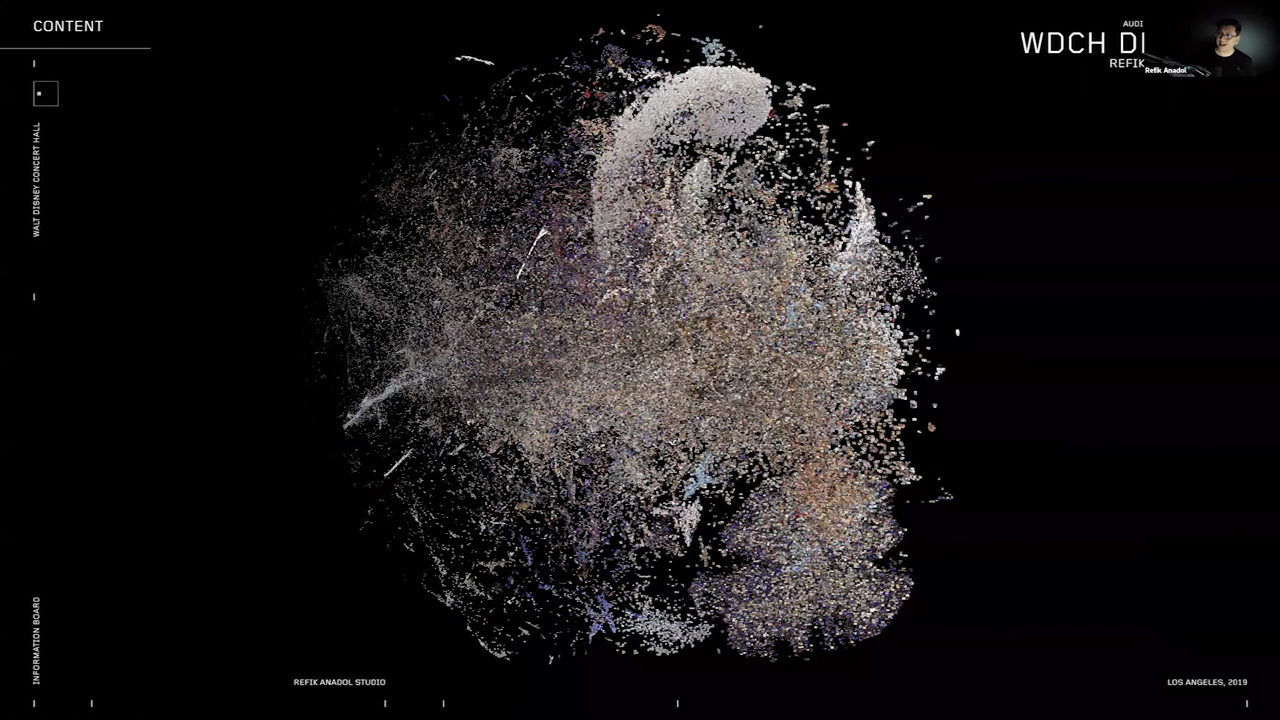 CONTENT
AUDI
WDCH DI
REFIK
Refik Anadol
WALT DISNEY CONCERT HALL
INFORMATION BOARD
REFIK ANADOL STUDIO
LOS ANGELES, 2019